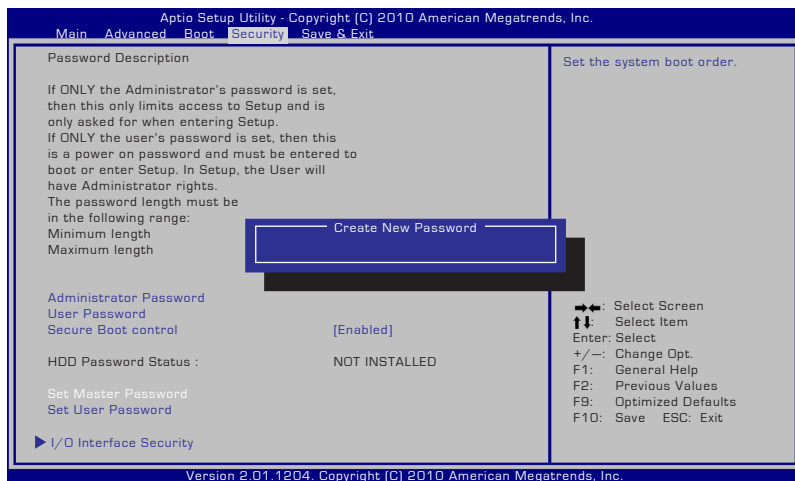 Aptio Setup Utility - Copyright (C) 2010 American Megatrends, Inc.
Main Advanced Boot Security Save & Exit
Password Description
If ONLY the Administrator's password is set,
then this only limits access to Setup and is
only asked for when entering Setup.
If ONLY the user's password is set, then this
is a power on password and must be entered to
boot or enter Setup. In Setup, the User will
have Administrator rights.
The password length must be
in the following range:
Minimum length
Maximum length
Create New Password
Administrator Password
User Password
Secure Boot control [Enabled]
HDD Password Status : NOT INSTALLED
Set Master Password
Set User Password
I/O Interface Security
Set the system boot order.
→←: Select Screen
↑↓: Select Item
Enter: Select
+/—: Change Opt.
F1: General Help
F2: Previous Values
F9: Optimized Defaults
F10: Save ESC: Exit
Version 2.01.1204. Copyright (C) 2010 American Megatrends, Inc.